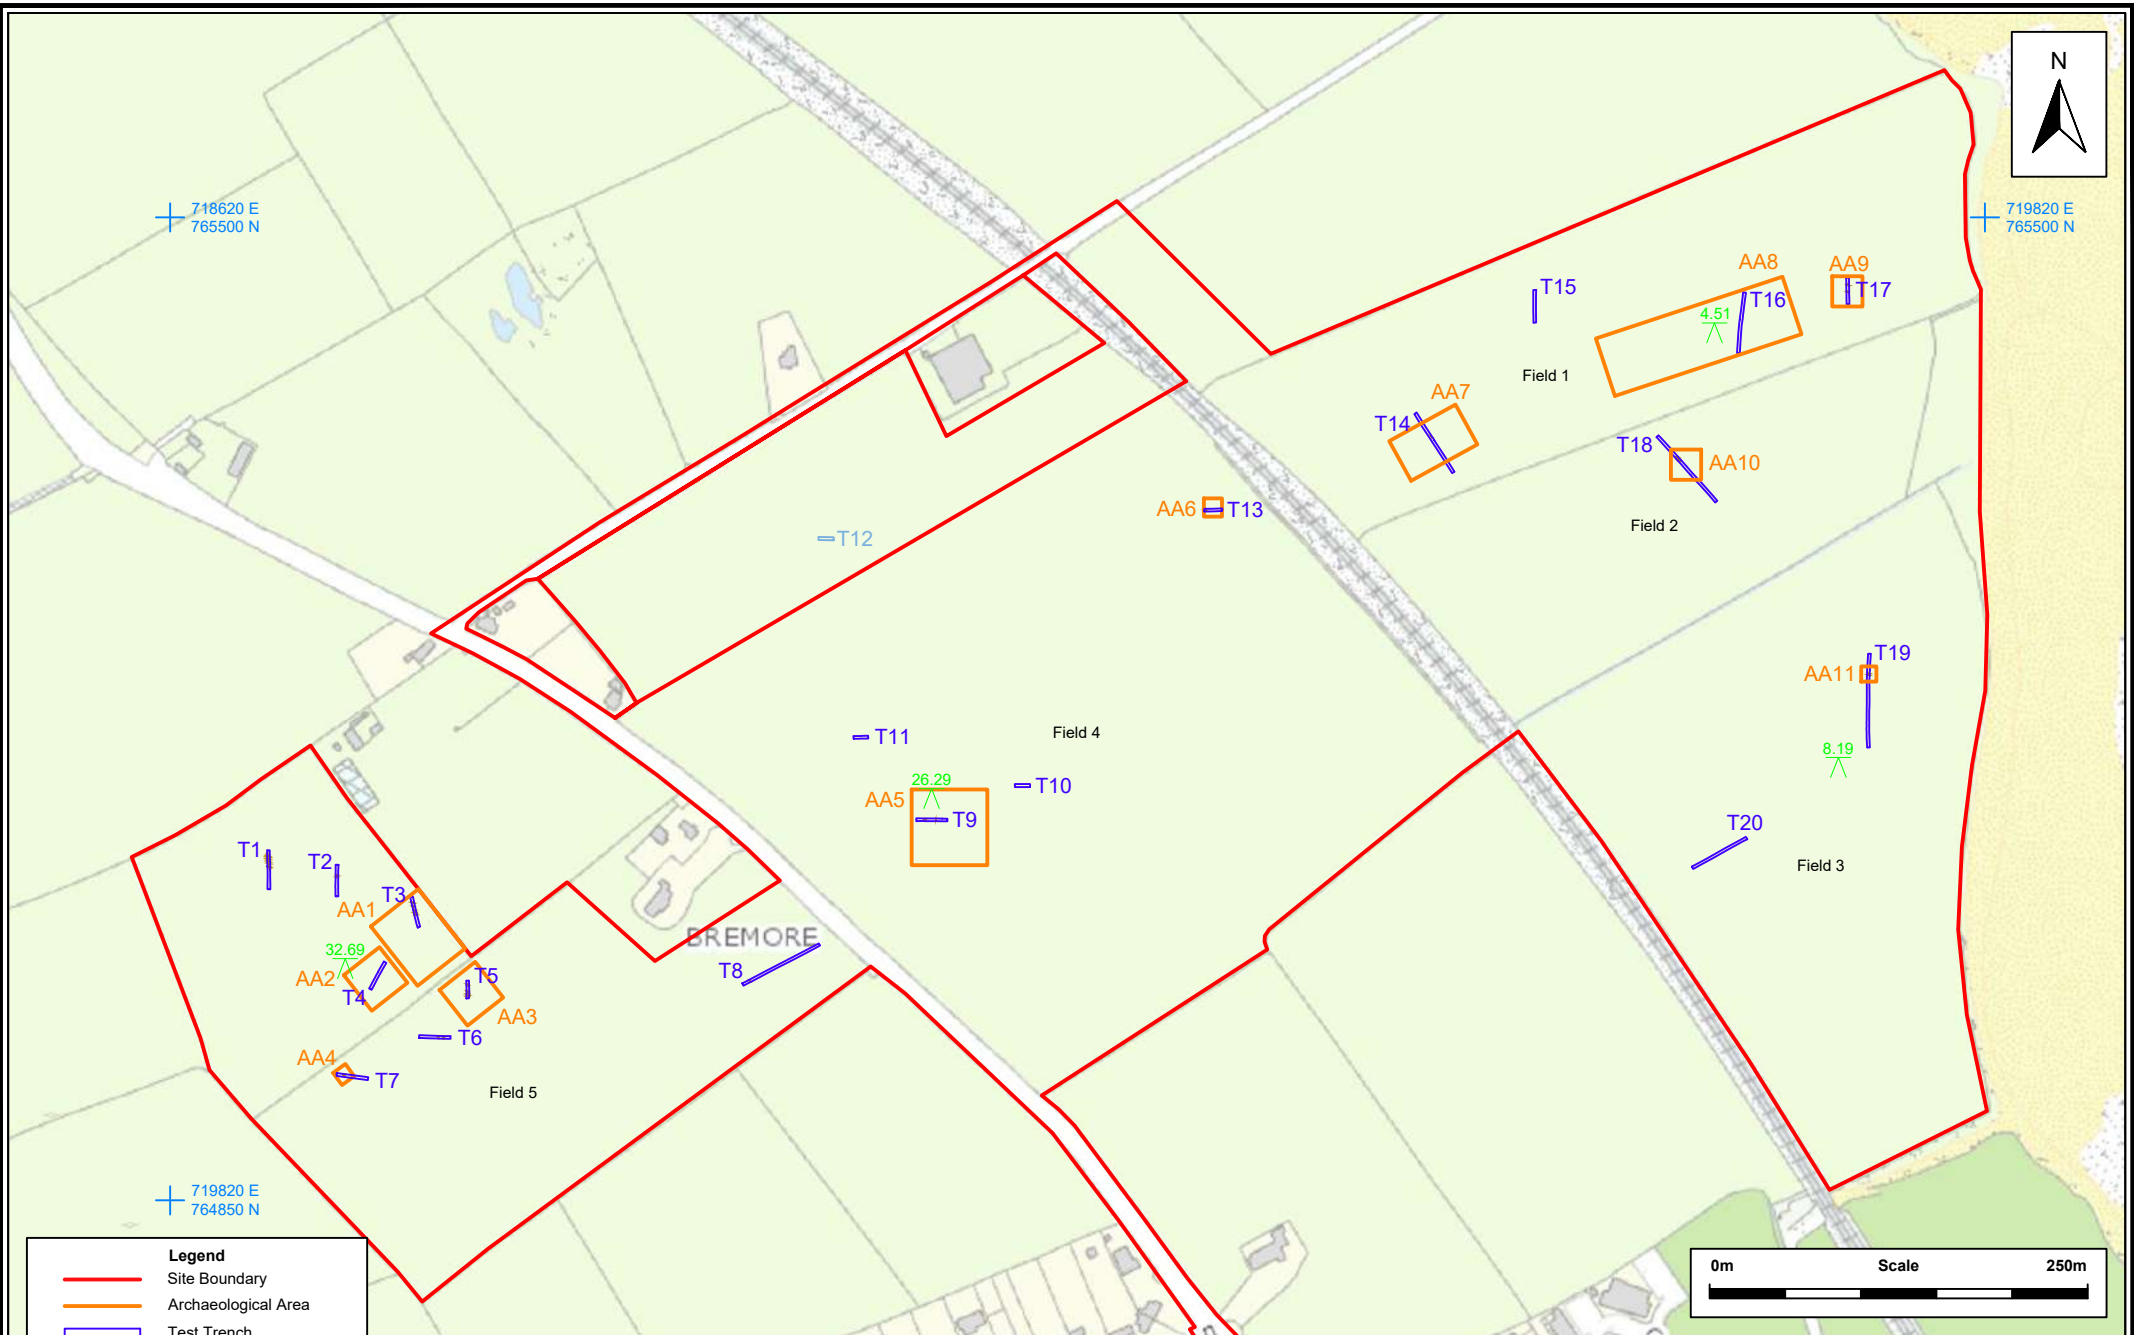 N
718620 E
765500 N
719820 E
765500 N
AA8
AA9
T15
T17
T16
4.51
Field 1
AA7
T14
T18
AA10
AA6
T13
Field 2
T12
T19
AA11
T11
Field 4
8.19
26.29
T10
AA5
T9
T20
Field 3
T1
T2
T3
AA1
BREMORE
32.69
T8
AA2
T5
T4
AA3
T6
AA4
T7
Field 5
719820 E
764850 N
Legend
Site Boundary
Archaeological Area
Test Trench
0m Scale 250m